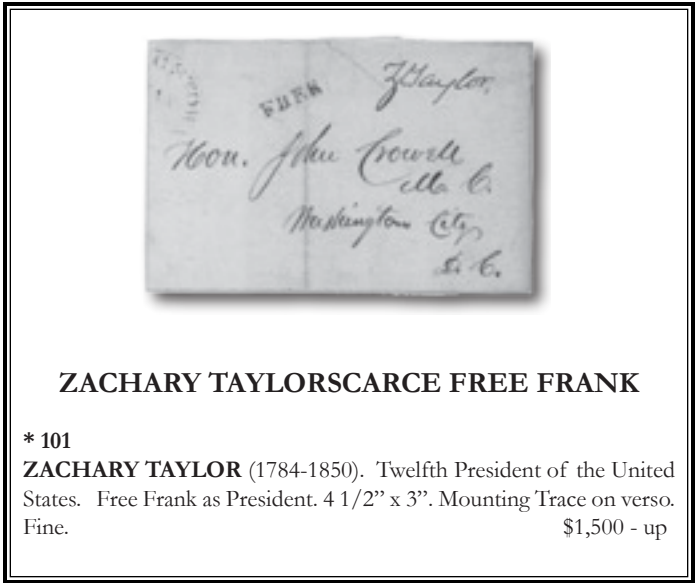 Z Taylor.
FREE
Hon. John Crowell
M. C.
Washington City
D. C.
ZACHARY TAYLORSCARCE FREE FRANK
* 101
ZACHARY TAYLOR (1784-1850). Twelfth President of the United
States. Free Frank as President. 4 1/2” x 3”. Mounting Trace on verso.
Fine. $1,500 - up